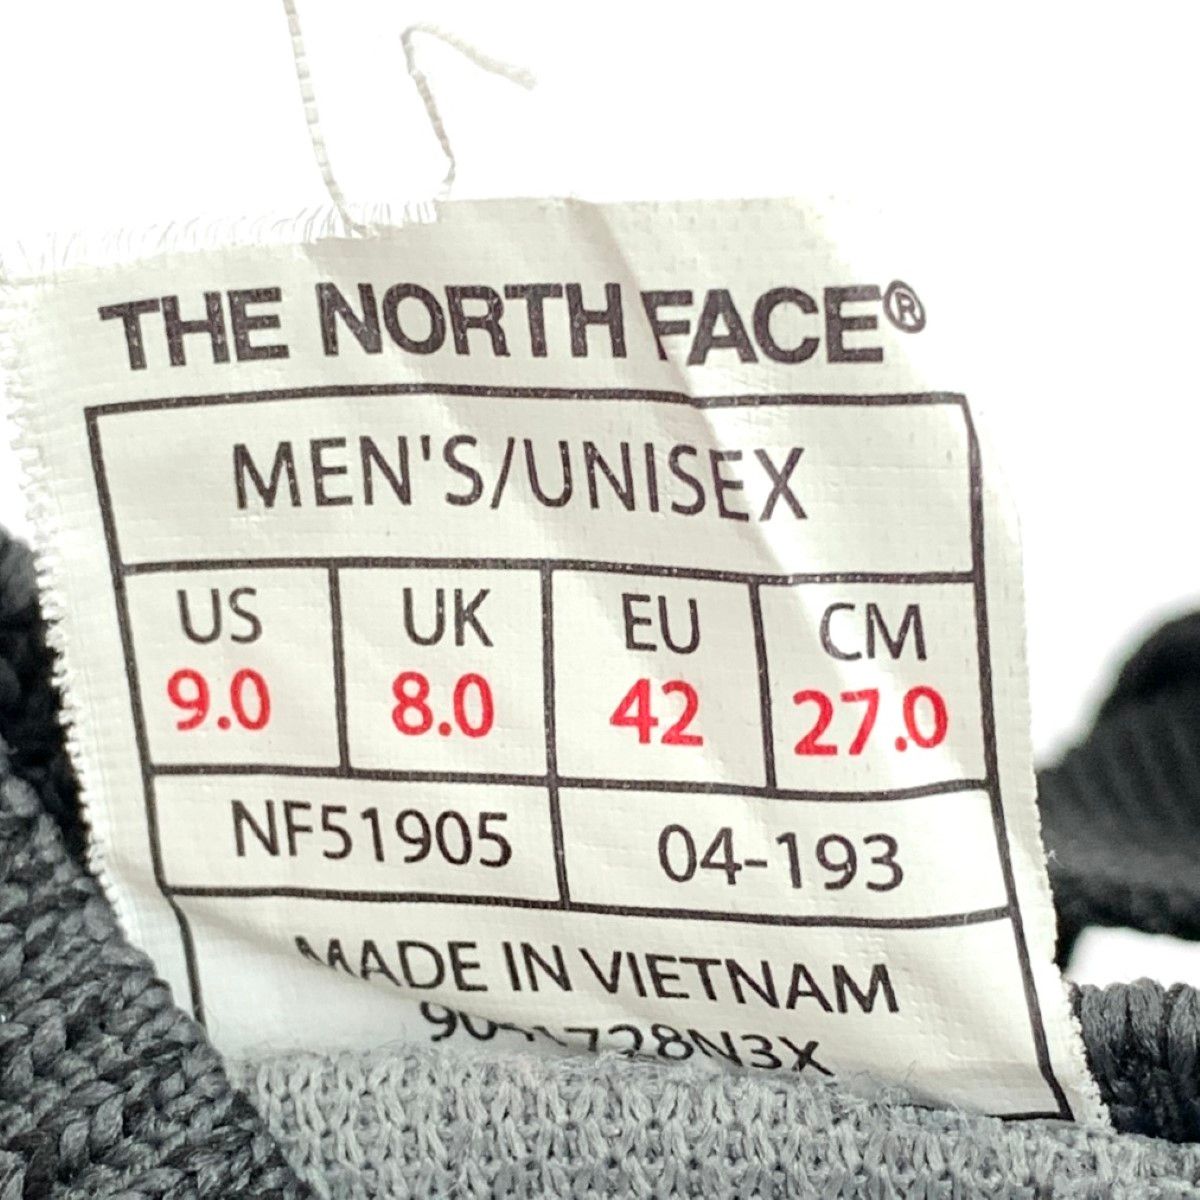 THE NORTH FACE®
MEN'S/UNISEX
US UK EU CM
9.0 8.0 42 27.0
NF51905 04-193
MADE IN VIETNAM